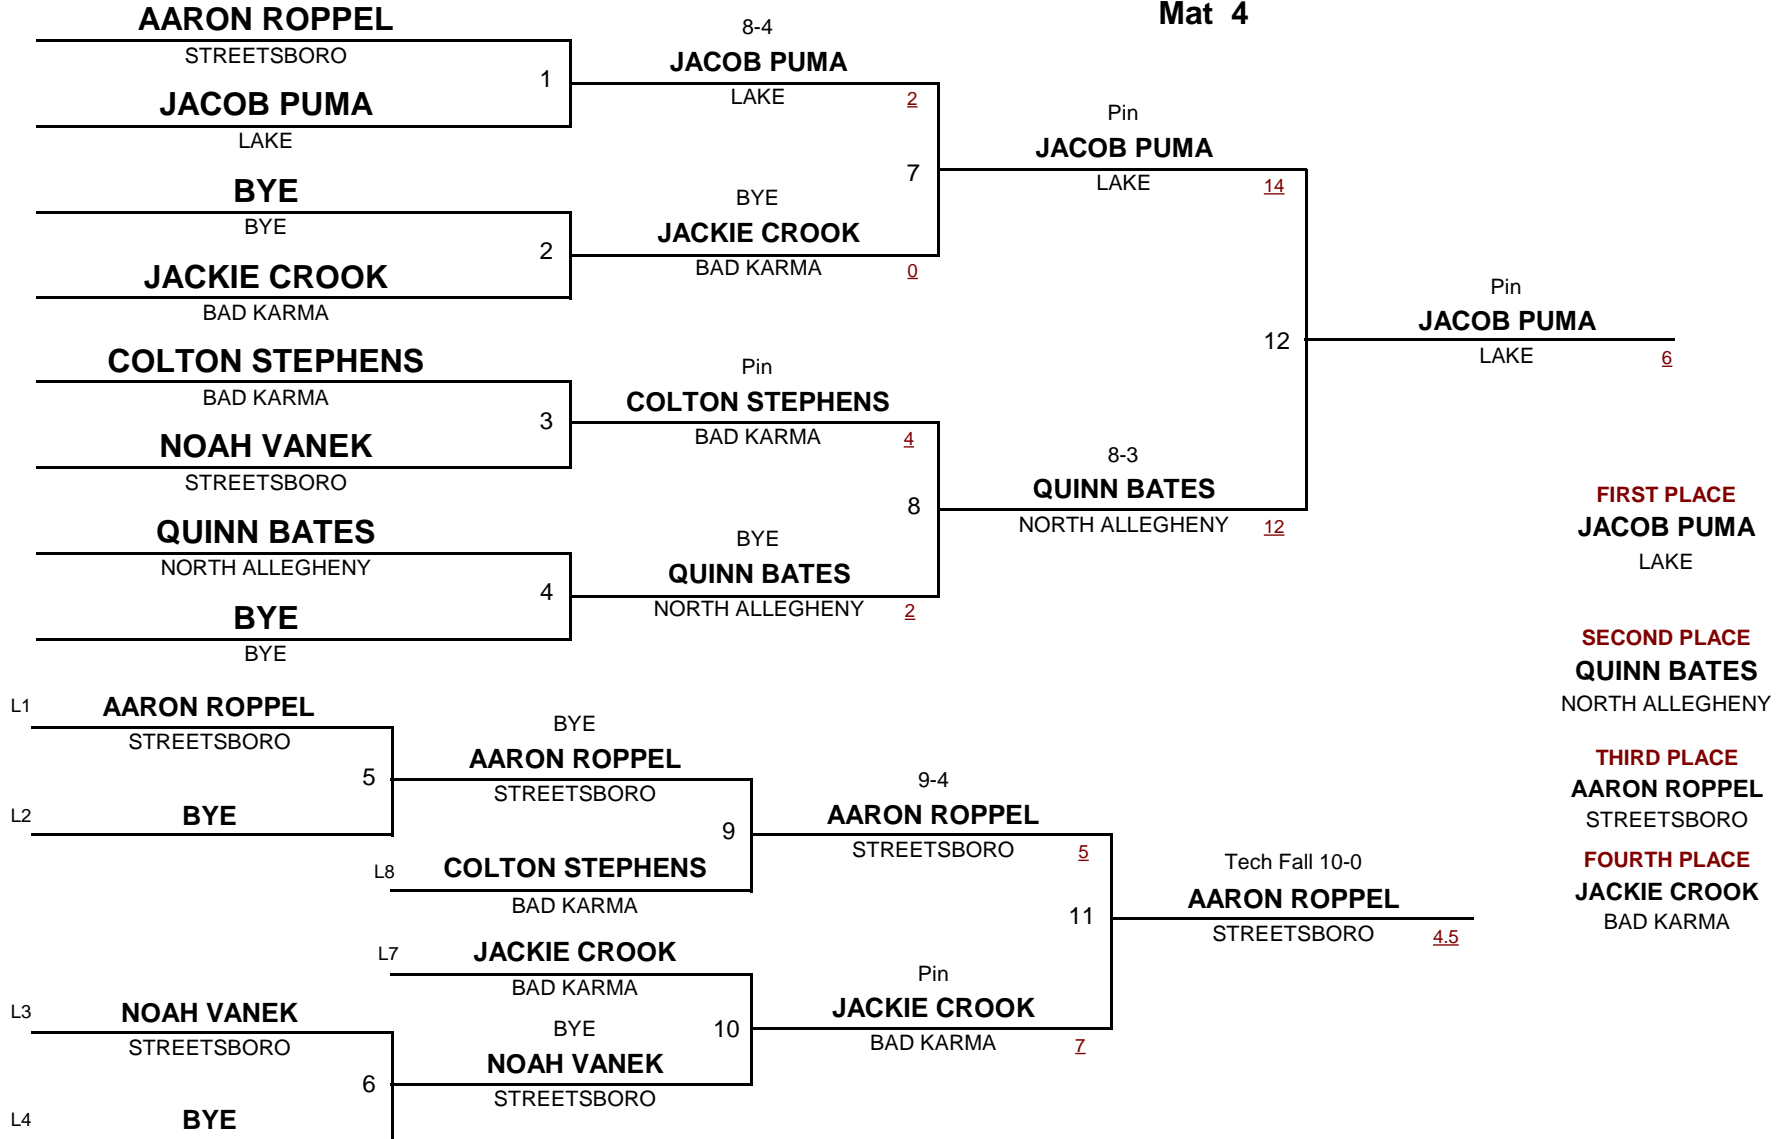 Mat 4
AARON ROPPEL
STREETSBORO
1
JACOB PUMA
LAKE
BYE
BYE
2
JACKIE CROOK
BAD KARMA
COLTON STEPHENS
BAD KARMA
3
NOAH VANEK
STREETSBORO
QUINN BATES
NORTH ALLEGHENY
4
BYE
BYE
8-4
JACOB PUMA
LAKE 2
7
BYE
JACKIE CROOK
BAD KARMA 0
Pin
COLTON STEPHENS
BAD KARMA 4
8
BYE
QUINN BATES
NORTH ALLEGHENY 2
Pin
JACOB PUMA
LAKE 14
12
8-3
QUINN BATES
NORTH ALLEGHENY 12
Pin
JACOB PUMA
LAKE 6
FIRST PLACE
JACOB PUMA
LAKE
SECOND PLACE
QUINN BATES
NORTH ALLEGHENY
THIRD PLACE
AARON ROPPEL
STREETSBORO
FOURTH PLACE
JACKIE CROOK
BAD KARMA
L1 AARON ROPPEL
STREETSBORO
5
L2 BYE
BYE
AARON ROPPEL
STREETSBORO
9
L8 COLTON STEPHENS
BAD KARMA
L7 JACKIE CROOK
BAD KARMA
10
BYE
NOAH VANEK
STREETSBORO
L3 NOAH VANEK
STREETSBORO
6
L4 BYE
9-4
AARON ROPPEL
STREETSBORO 5
11
Pin
JACKIE CROOK
BAD KARMA 7
Tech Fall 10-0
AARON ROPPEL
STREETSBORO 4.5